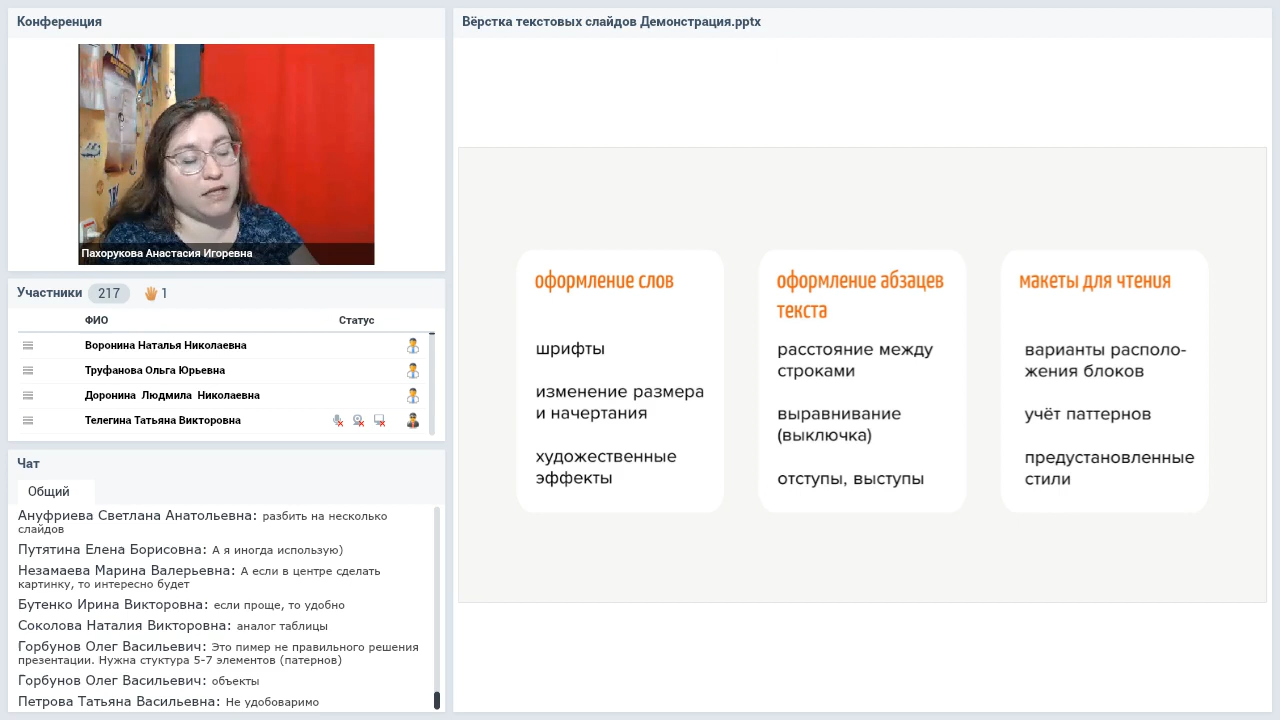 Конференция
Пахорукова Анастасия Игоревна
Участники 217 1
ФИО Статус
Воронина Наталья Николаевна
Труфанова Ольга Юрьевна
Доронина Людмила Николаевна
Телегина Татьяна Викторовна
Чат
Общий
Ануфриева Светлана Анатольевна: разбить на несколько
слайдов
Путятина Елена Борисовна: А я иногда использую)
Незамаева Марина Валерьевна: А если в центре сделать
картинку, то интересно будет
Бутенко Ирина Викторовна: если проще, то удобно
Соколова Наталия Викторовна: аналог таблицы
Горбунов Олег Васильевич: Это пимер не правильного решения
презентации. Нужна стуктура 5-7 элементов (патернов)
Горбунов Олег Васильевич: объекты
Петрова Татьяна Васильевна: Не удобоваримо
Вёрстка текстовых слайдов Демонстрация.pptx
оформление слов
шрифты
изменение размера
и начертания
художественные
эффекты
оформление абзацев
текста
расстояние между
строками
выравнивание
(выключка)
отступы, выступы
макеты для чтения
варианты располо-
жения блоков
учёт паттернов
предустановленные
стили